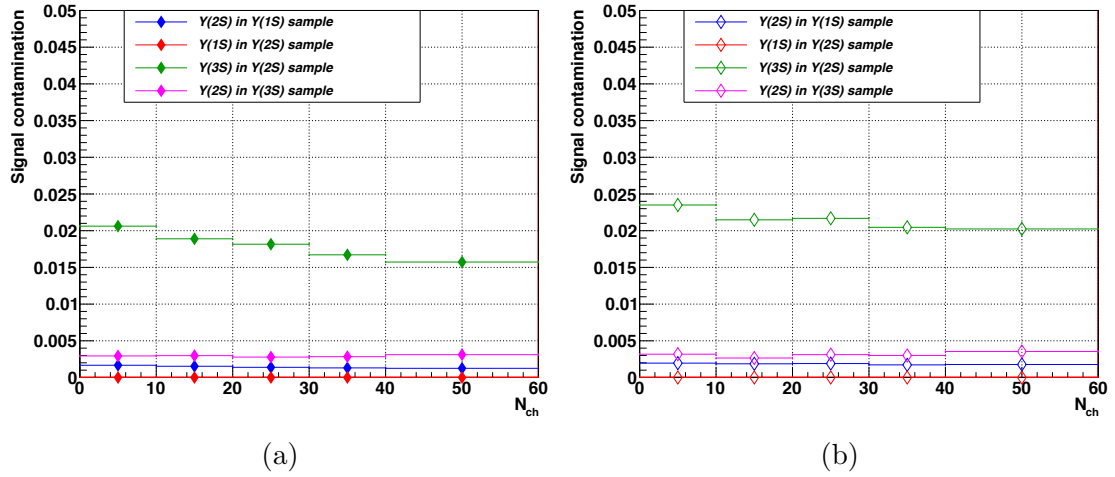 Signal contamination
0.05
0.045
0.04
0.035
0.03
0.025
0.02
0.015
0.01
0.005
0
Y(2S) in Y(1S) sample
Y(1S) in Y(2S) sample
Y(3S) in Y(2S) sample
Y(2S) in Y(3S) sample
0 10 20 30 40 50 60
N_ch
(a)
Signal contamination
0.05
0.045
0.04
0.035
0.03
0.025
0.02
0.015
0.01
0.005
0
Y(2S) in Y(1S) sample
Y(1S) in Y(2S) sample
Y(3S) in Y(2S) sample
Y(2S) in Y(3S) sample
0 10 20 30 40 50 60
N_ch
(b)